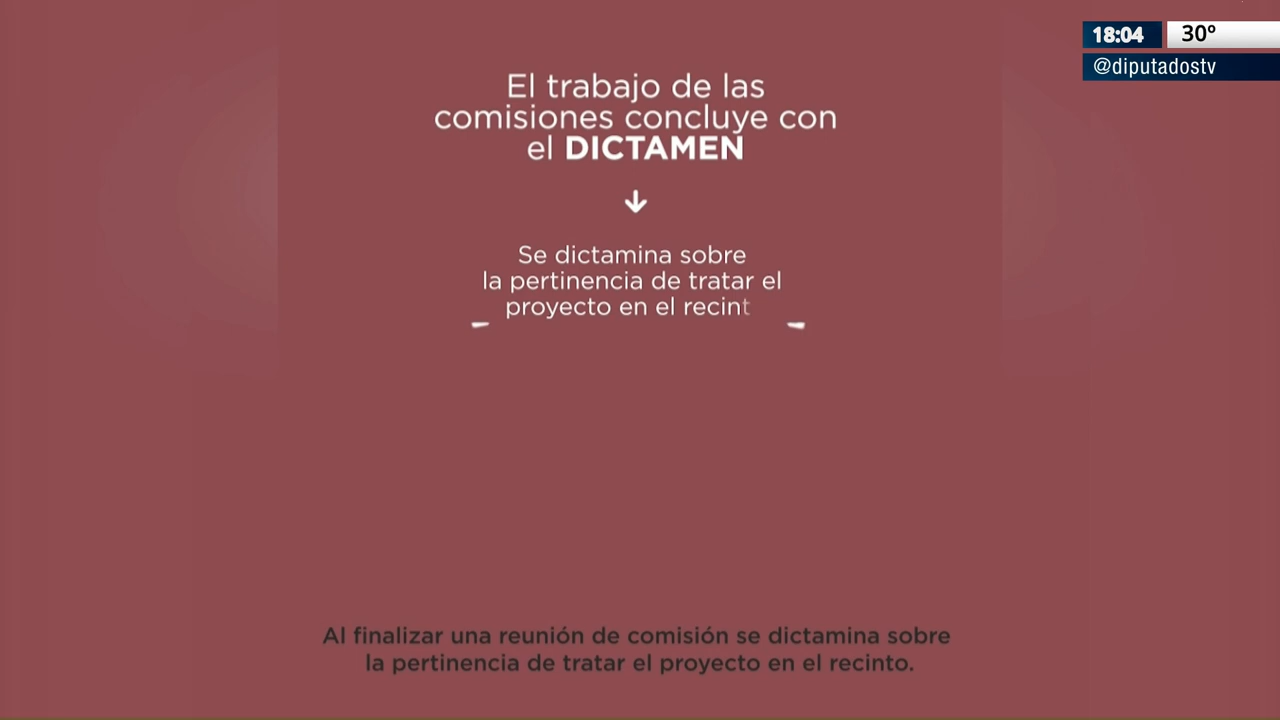 18:04 30°
@diputadostv
El trabajo de las
comisiones concluye con
el DICTAMEN
Se dictamina sobre
la pertinencia de tratar el
proyecto en el recint
Al finalizar una reunión de comisión se dictamina sobre
la pertinencia de tratar el proyecto en el recinto.